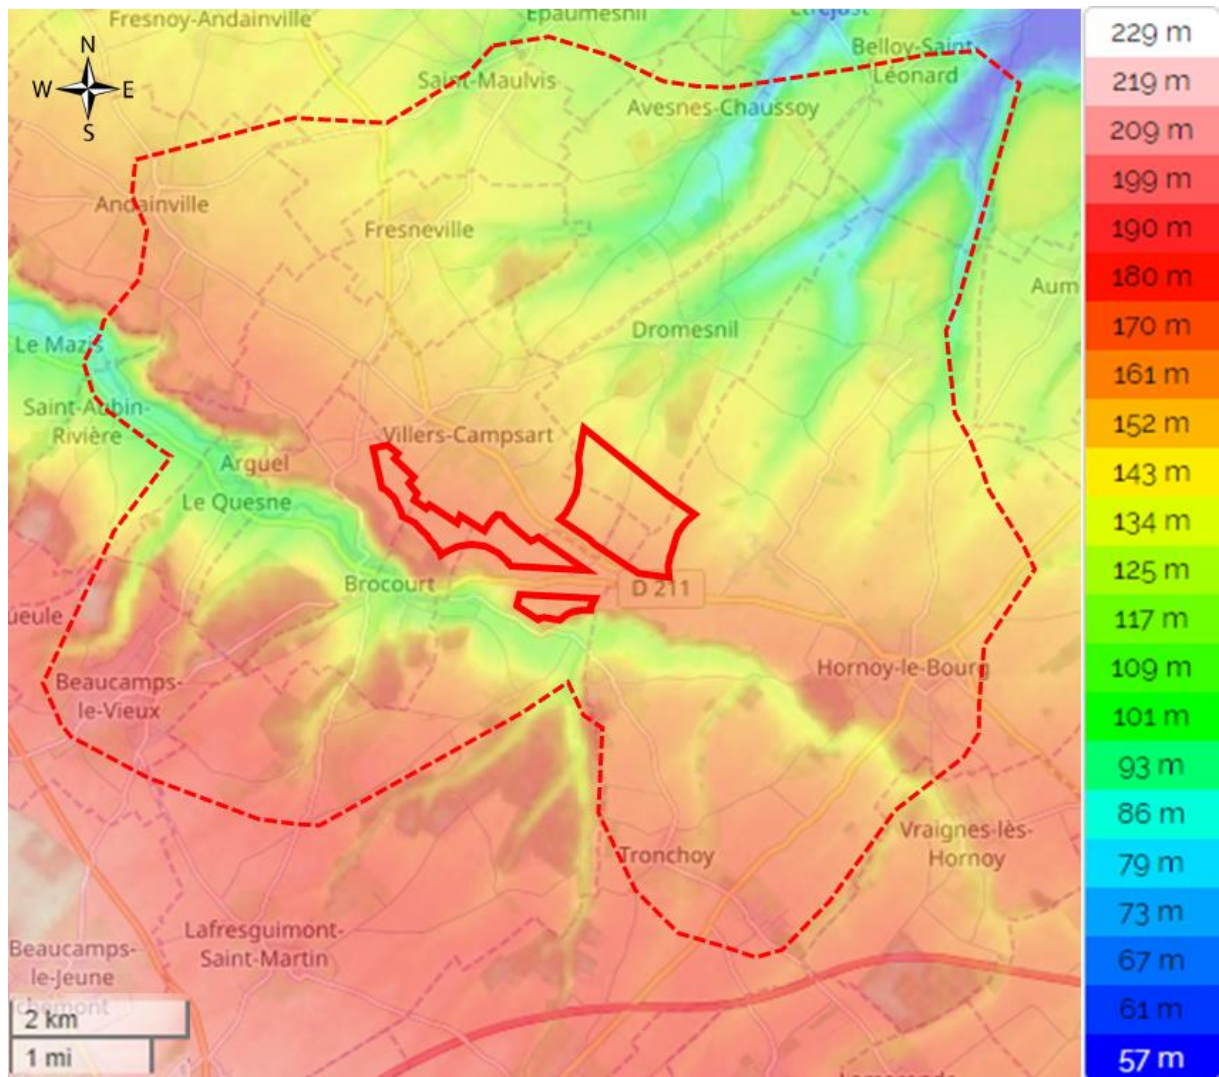 Fresnoy-Andainville
Épaumesnil
Étréjust
N
W E
S
Belloy-Saint
Léonard
Saint-Maulvis
Avesnes-Chaussoy
Andainville
Fresneville
Aum
Dromesnil
Le Mazis
Saint-Aubin-
Rivière
Villers-Campsart
Arguel
Le Quesne
Brocourt
D 211
ueule
Hornoy-le-Bourg
Beaucamps-
le-Vieux
Vraignes-lès-
Hornoy
Tronchoy
Lafresguimont-
Saint-Martin
Beaucamps-
le-Jeune
2 km
1 mi
229 m
219 m
209 m
199 m
190 m
180 m
170 m
161 m
152 m
143 m
134 m
125 m
117 m
109 m
101 m
93 m
86 m
79 m
73 m
67 m
61 m
57 m